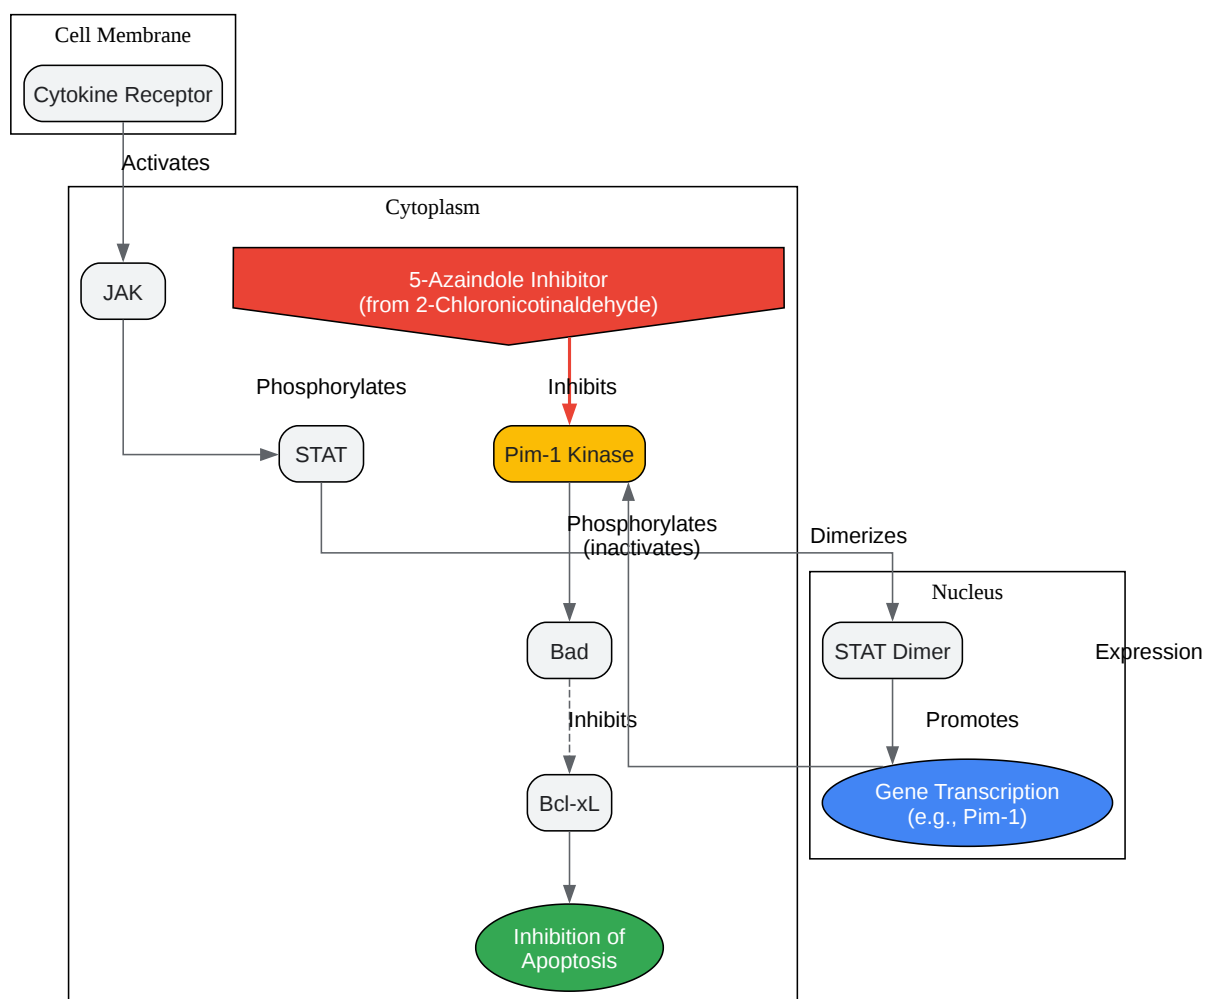 Cell Membrane
Cytokine Receptor
Activates
Cytoplasm
5-Azaindole Inhibitor
(from 2-Chloronicotinaldehyde)
JAK
Phosphorylates
Inhibits
STAT
Pim-1 Kinase
Phosphorylates
(inactivates)
Dimerizes
Nucleus
Bad
STAT Dimer
Expression
Inhibits
Promotes
Bcl-xL
Gene Transcription
(e.g., Pim-1)
Inhibition of
Apoptosis